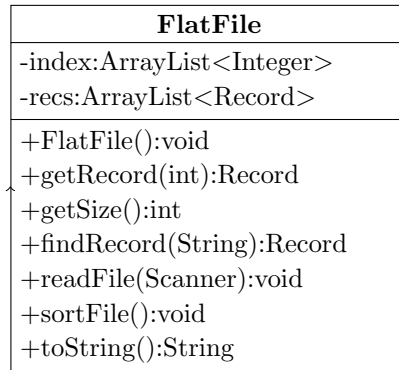 FlatFile
-index:ArrayList<Integer>
-recs:ArrayList<Record>
+FlatFile():void
+getRecord(int):Record
+getSize():int
+findRecord(String):Record
+readFile(Scanner):void
+sortFile():void
+toString():String